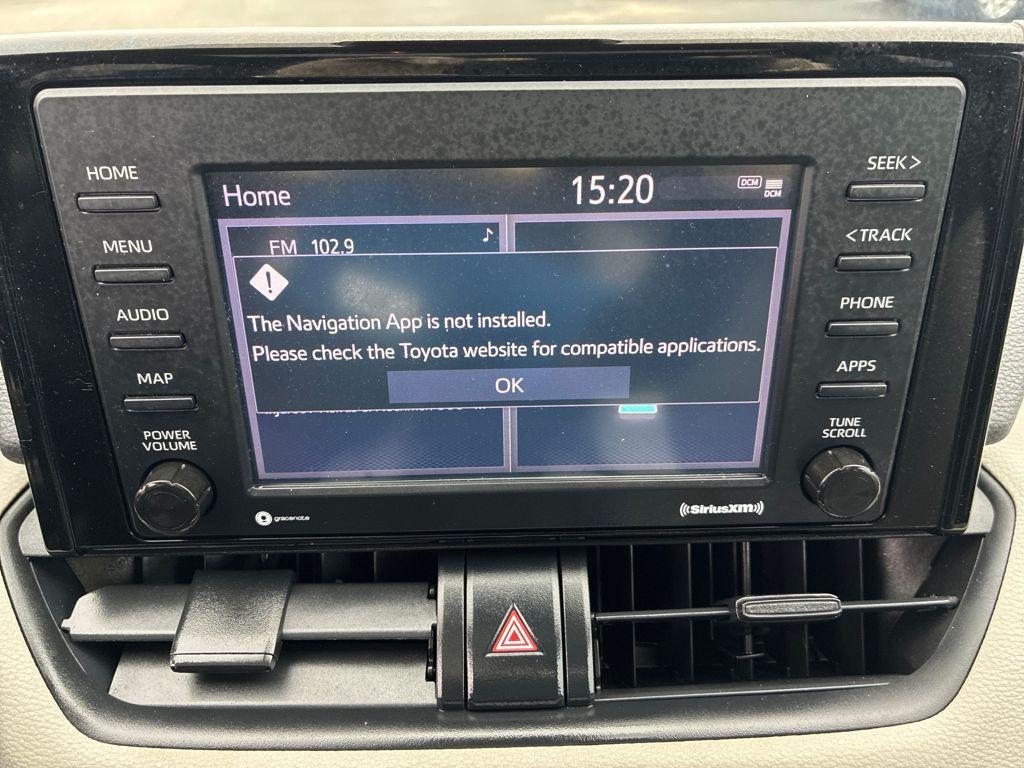 HOME
SEEK >
Home
15:20
DCM
DCM
MENU
< TRACK
FM 102.9
AUDIO
The Navigation App is not installed.
PHONE
Please check the Toyota website for compatible applications.
MAP
OK
APPS
POWER
VOLUME
TUNE
SCROLL
gracenote
((SiriusXM))